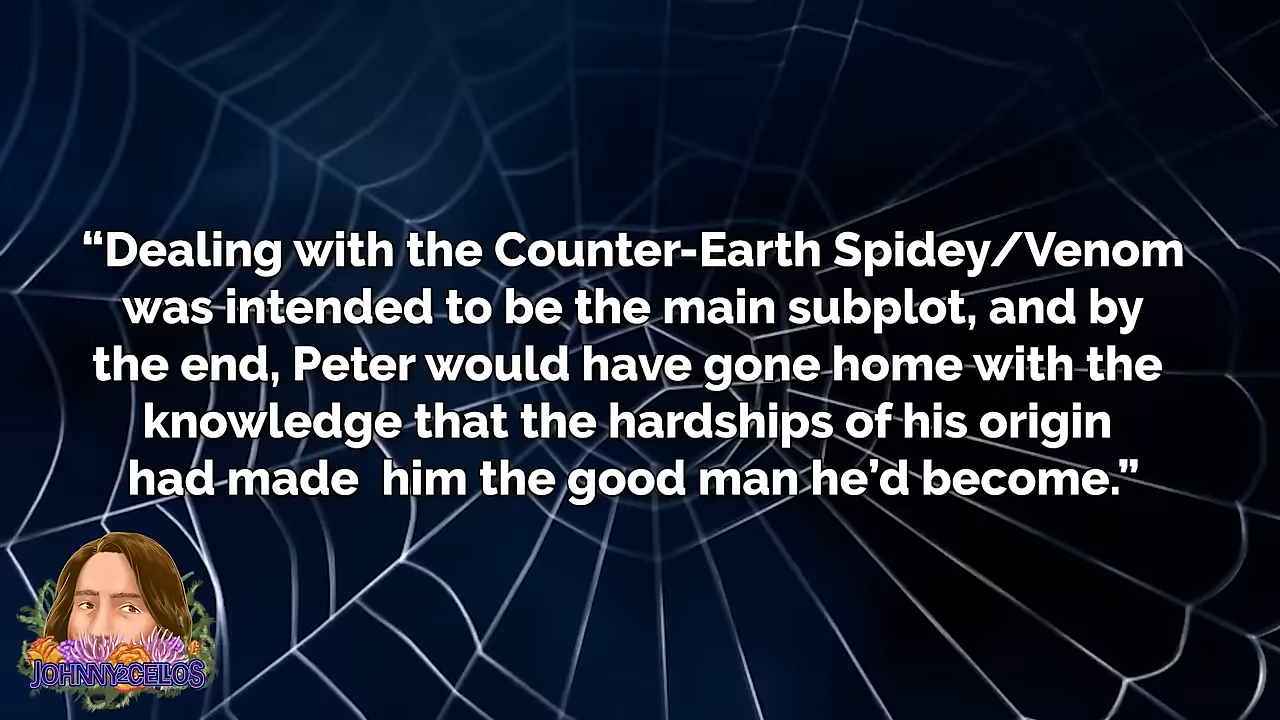 “Dealing with the Counter-Earth Spidey/Venom
was intended to be the main subplot, and by
the end, Peter would have gone home with the
knowledge that the hardships of his origin
had made  him the good man he’d become.”
JOHNNY2CELLOS